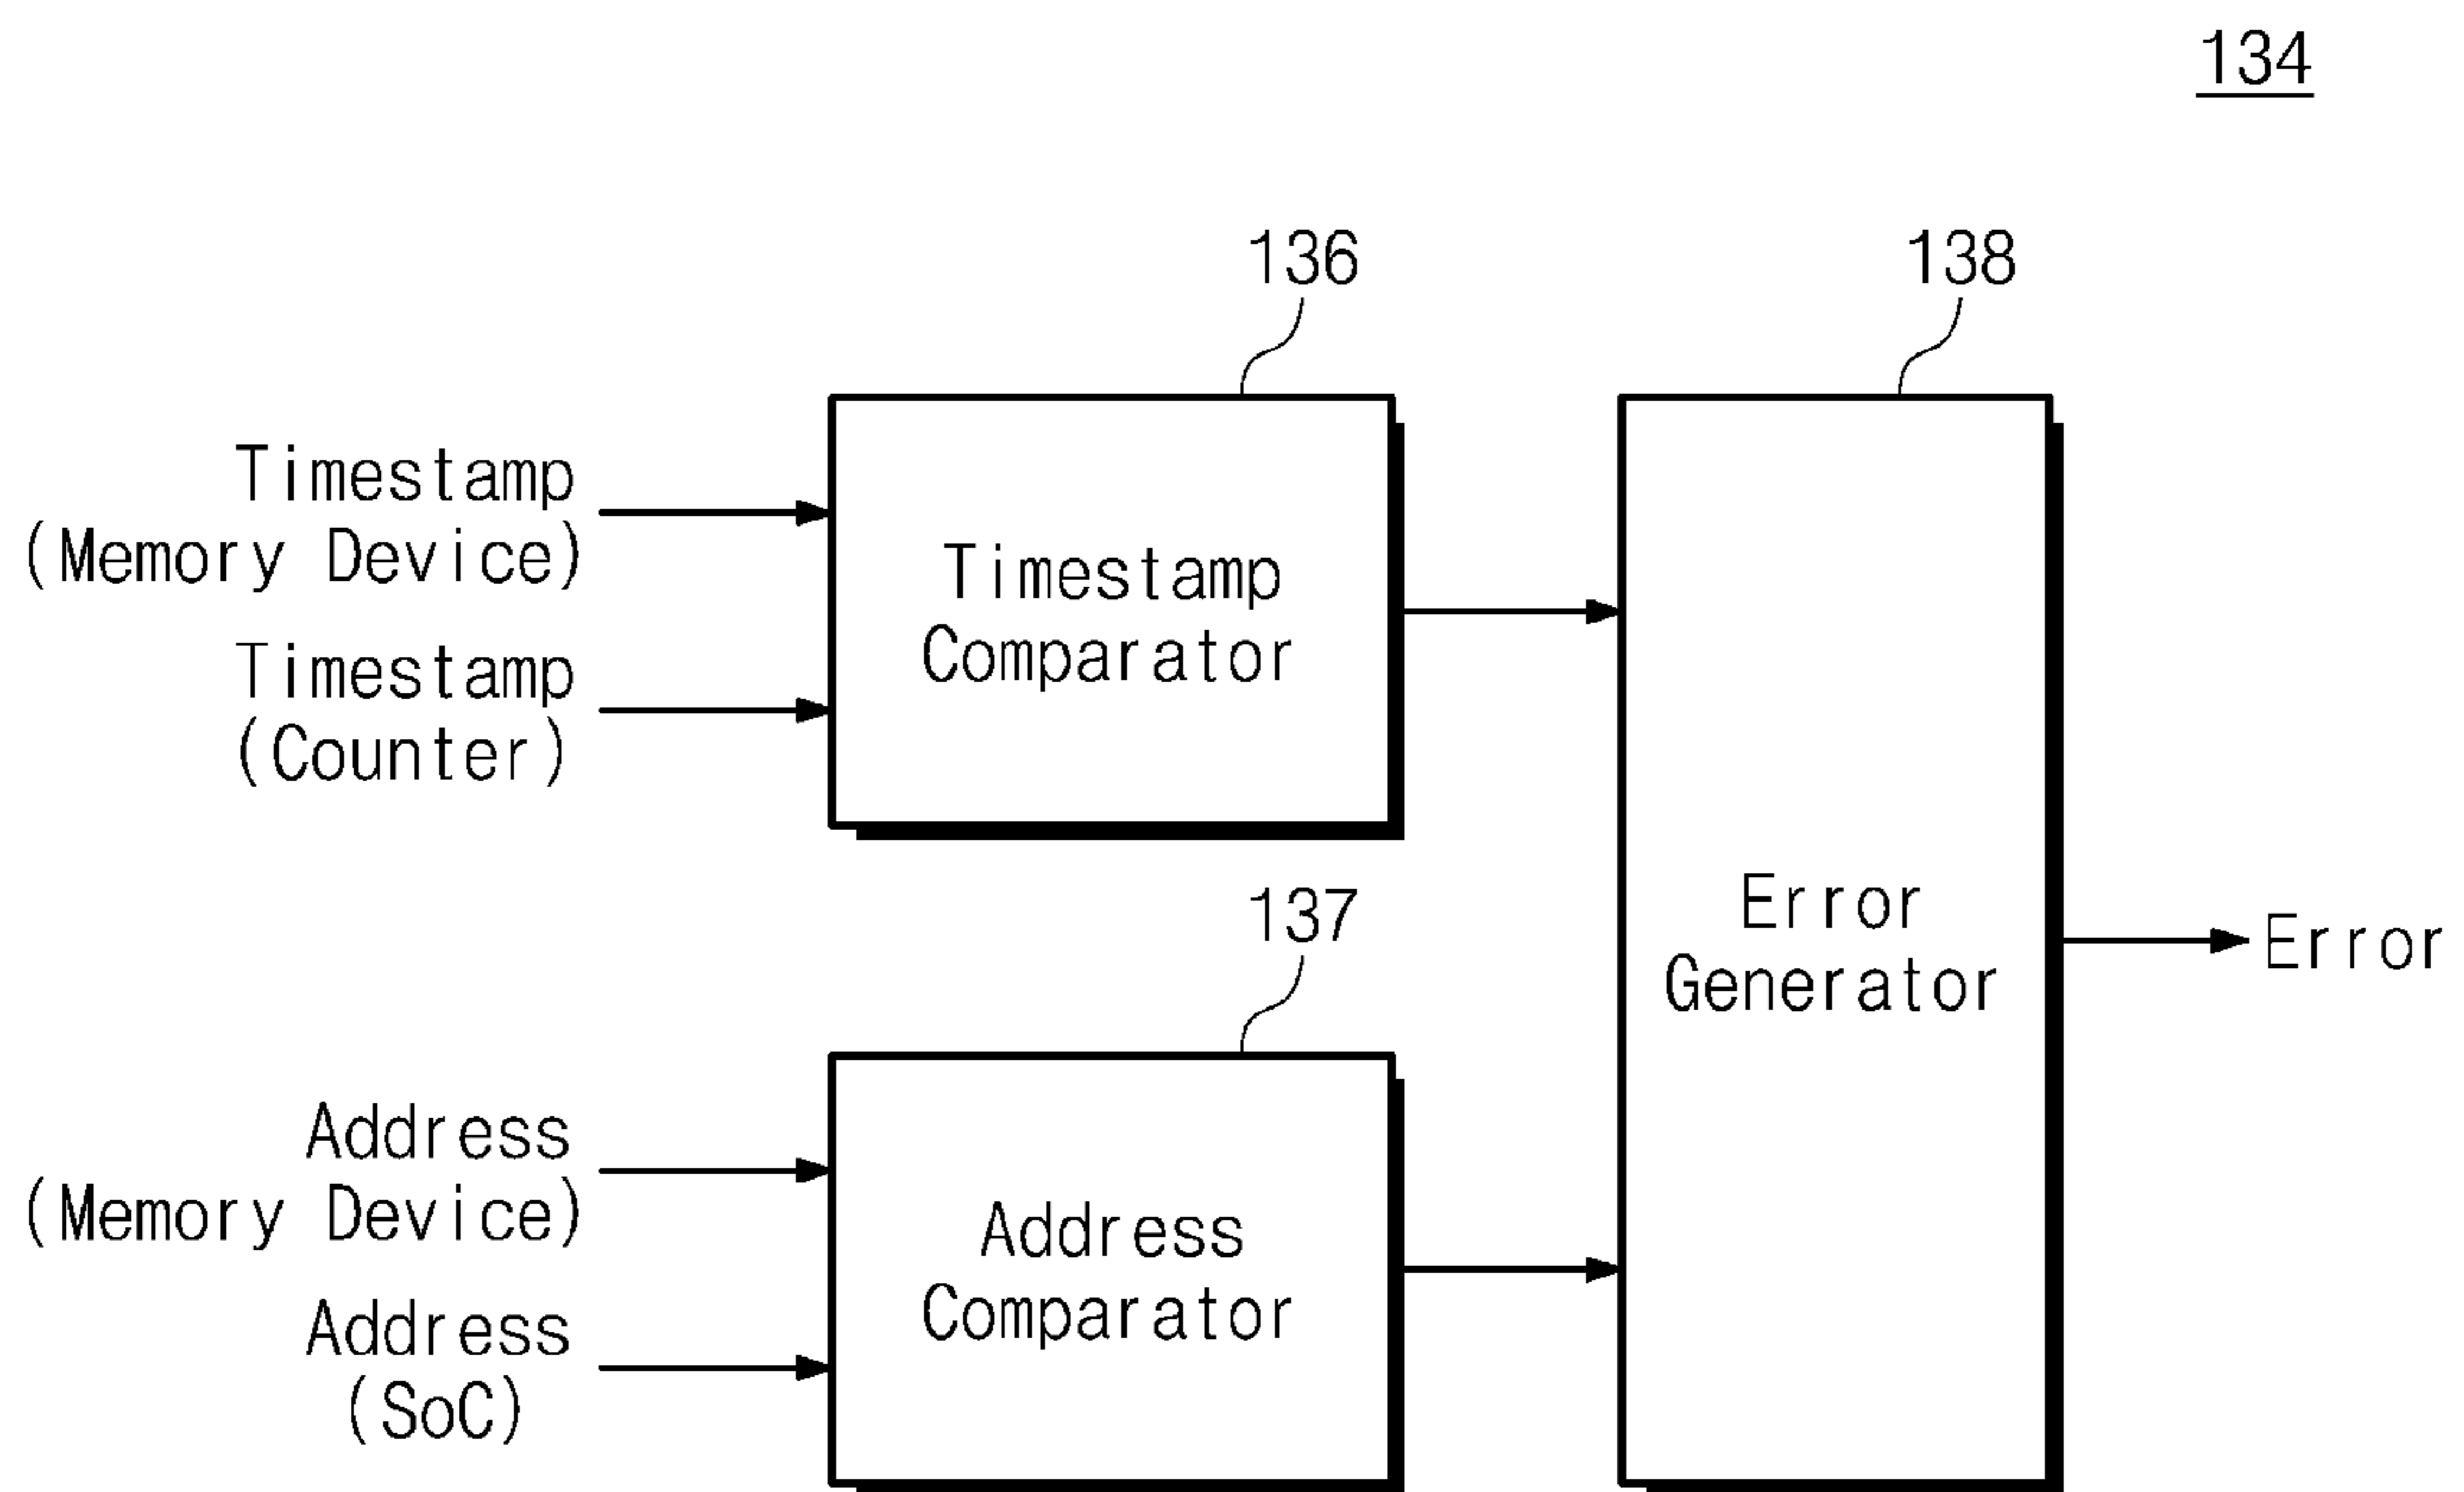 134
136
138
Timestamp
(Memory Device)
Timestamp
(Counter)
Timestamp
Comparator
137
Error
Generator
Error
Address
(Memory Device)
Address
(SoC)
Address
Comparator